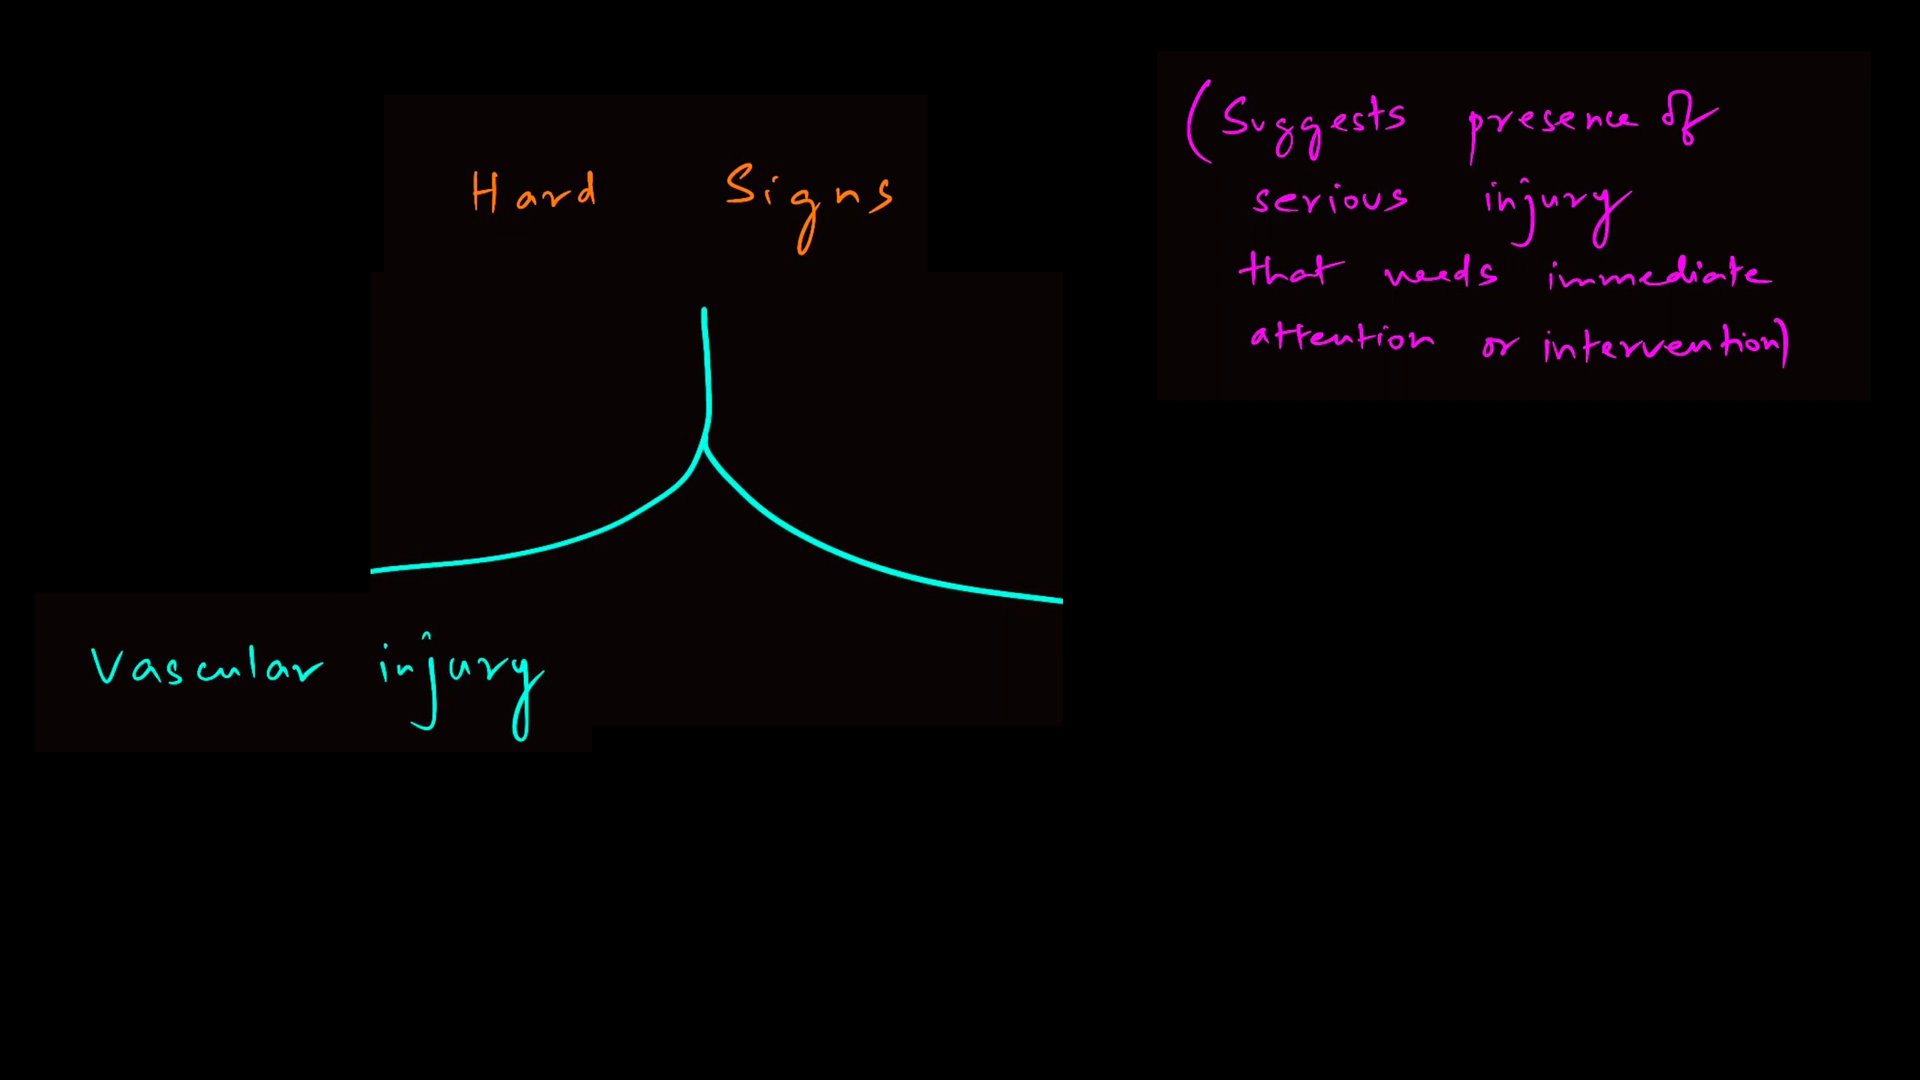 Hard Signs
(Suggests presence of
serious injury
that needs immediate
attention or intervention)
Vascular injury